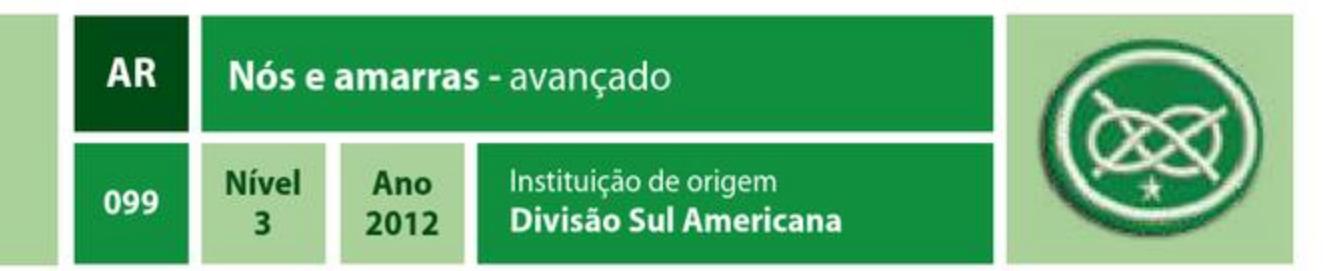 AR
Nós e amarras - avançado
099
Nível
3
Ano
2012
Instituição de origem
Divisão Sul Americana